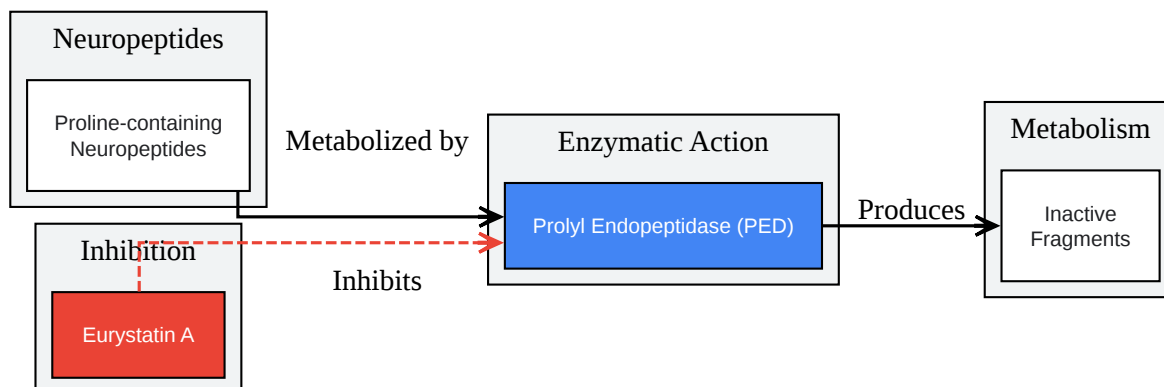 Neuropeptides
Proline-containing
Neuropeptides
Metabolized by
Enzymatic Action
Prolyl Endopeptidase (PED)
Produces
Metabolism
Inactive
Fragments
Inhibition
Inhibits
Eurystatin A